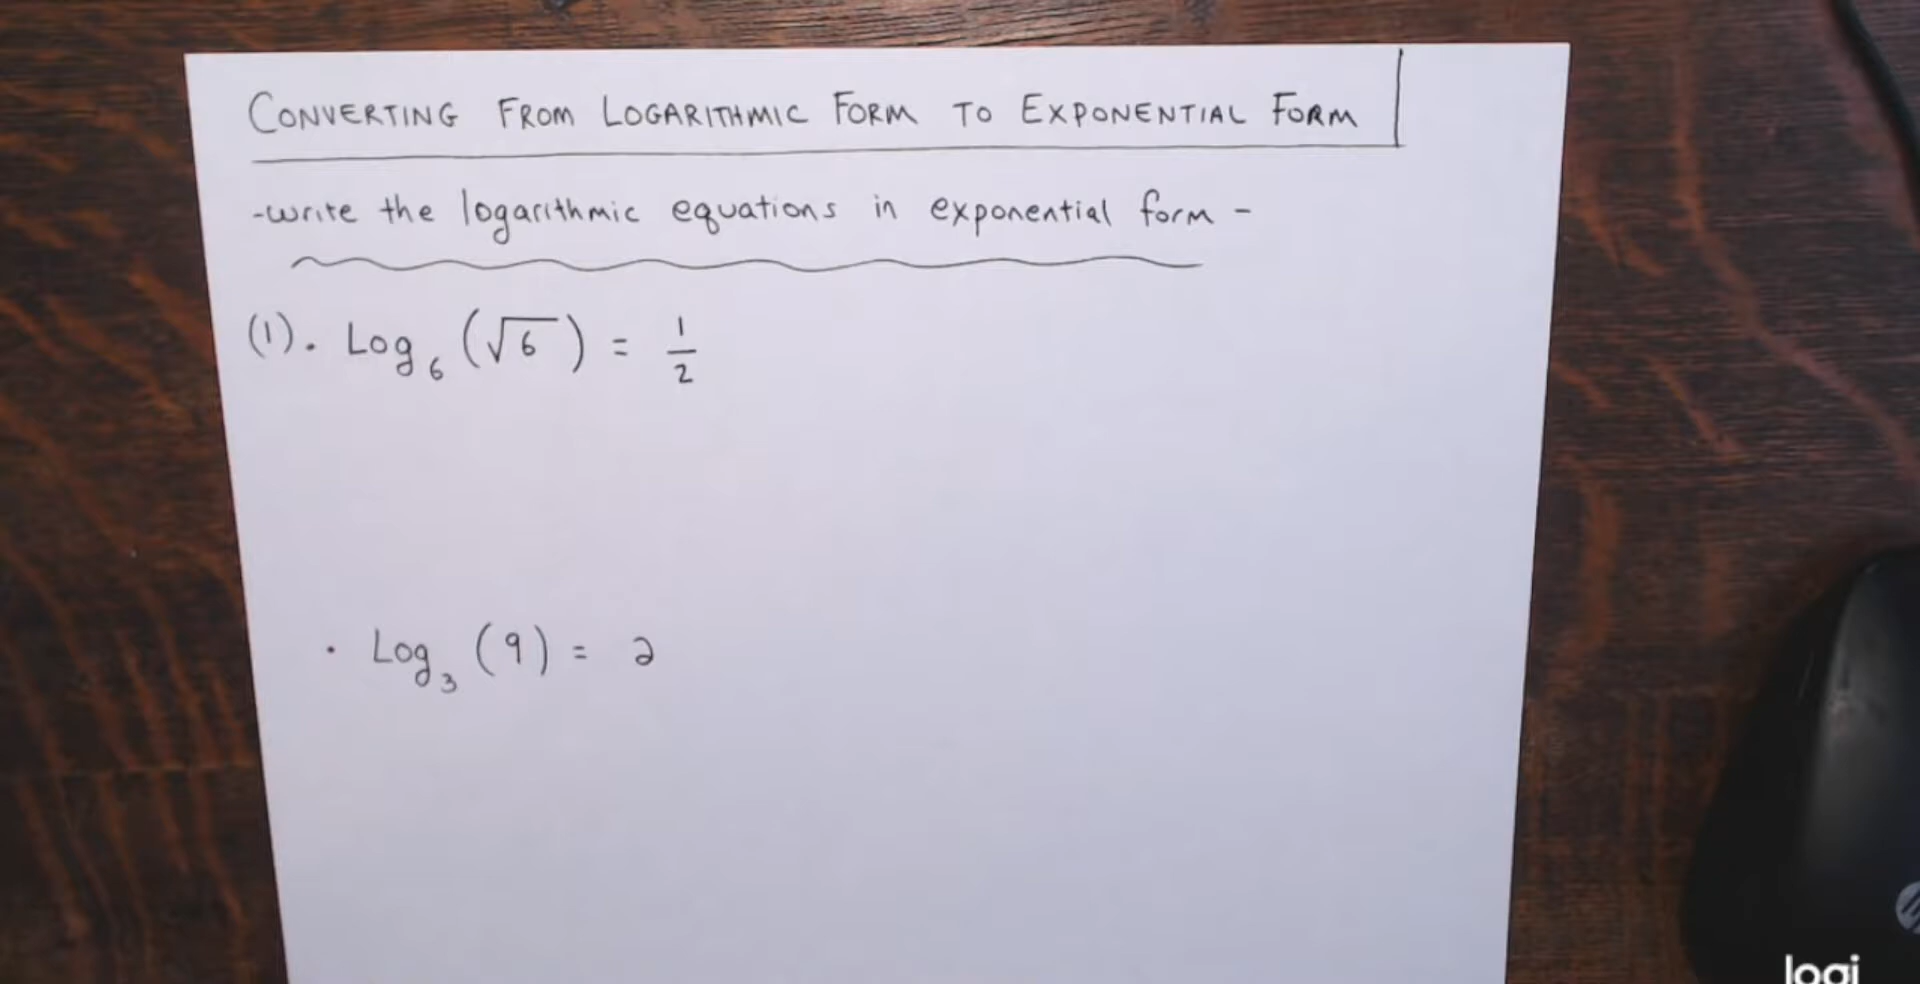 CONVERTING FROM LOGARITHMIC FORM TO EXPONENTIAL FORM
-write the logarithmic equations in exponential form -
(1). Log₆ (√6) = 1/2
· Log₃ (9) = 2
logi